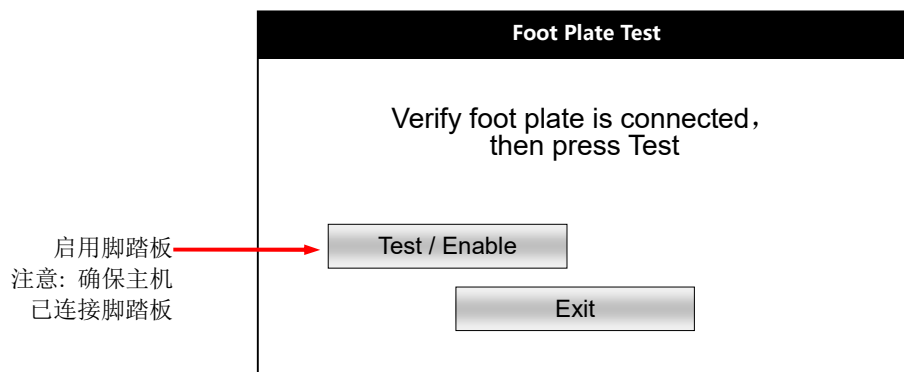 Foot Plate Test
Verify foot plate is connected，
then press Test
启用脚踏板
注意: 确保主机
已连接脚踏板
Test / Enable
Exit